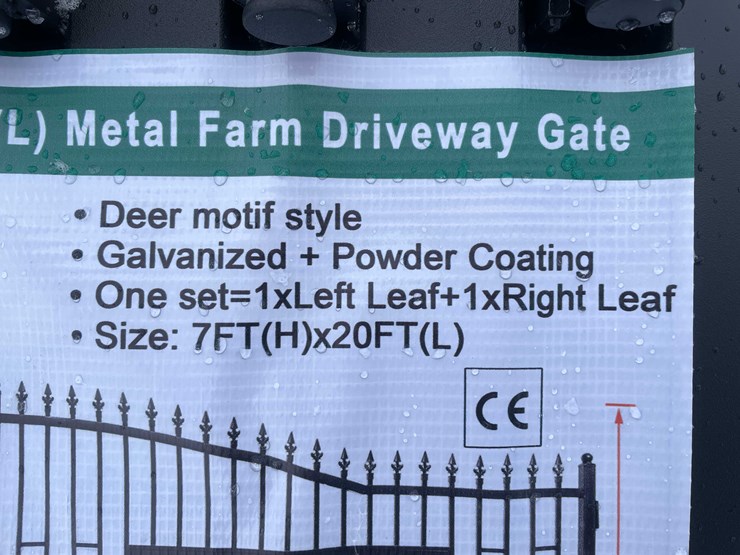 L) Metal Farm Driveway Gate
• Deer motif style
• Galvanized + Powder Coating
• One set=1xLeft Leaf+1xRight Leaf
• Size: 7FT(H)x20FT(L)
CE